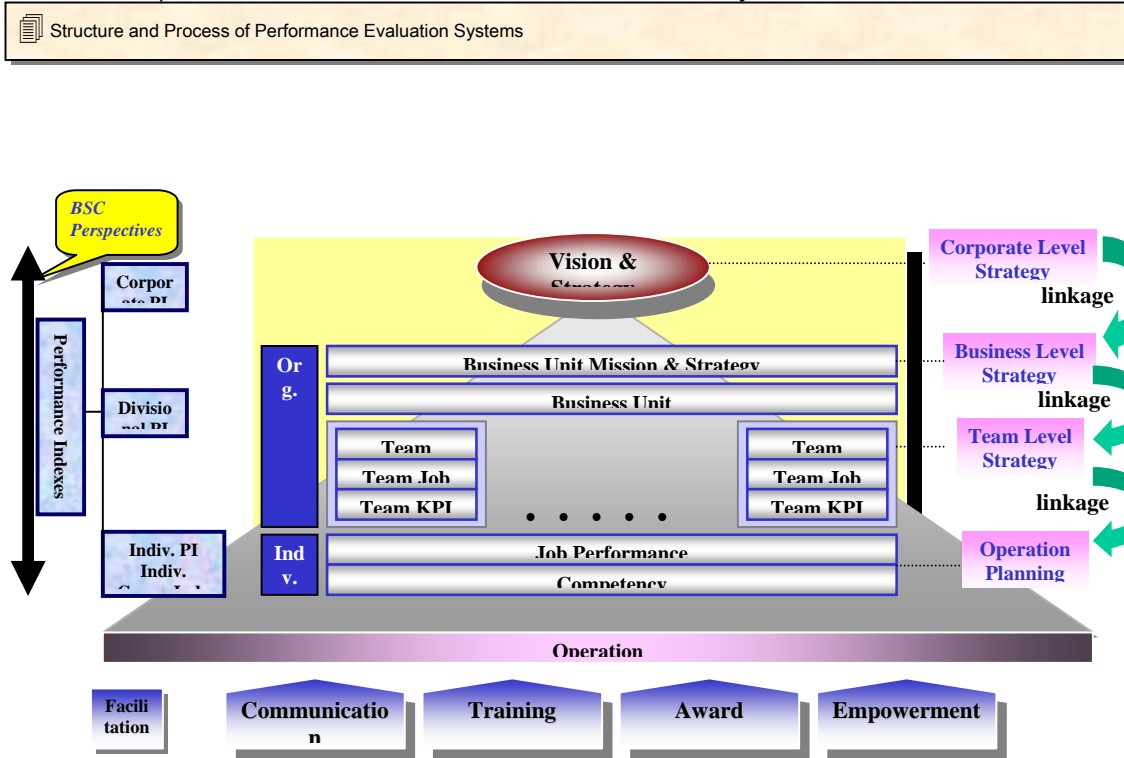 Structure and Process of Performance Evaluation Systems
BSC
Perspectives
Performance Indexes
Corpor
Divisio
Indiv. PI
Indiv.
Vision &
Strategy
Or
g.
Business Unit Mission & Strategy
Business Unit
Team
Team Job
Team KPI
. . . . .
Team
Team Job
Team KPI
Ind
v.
Job Performance
Competency
Operation
Corporate Level
Strategy
linkage
Business Level
Strategy
linkage
Team Level
Strategy
linkage
Operation
Planning
Facili
tation
Communicatio
n
Training
Award
Empowerment